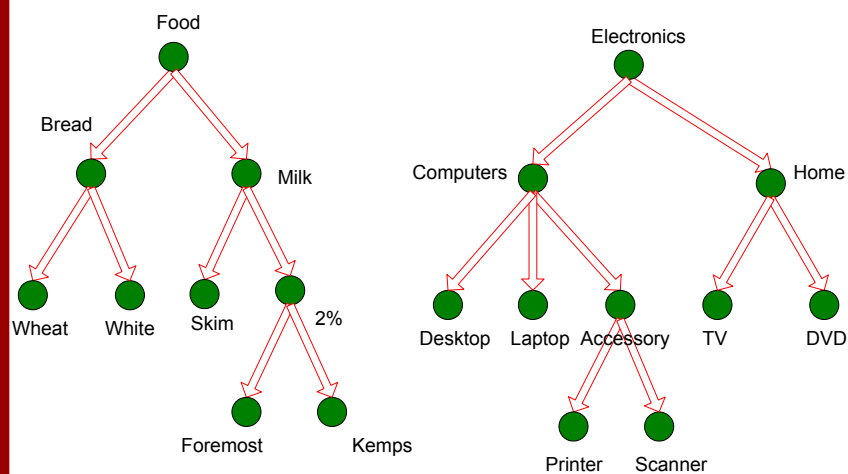 Food
Electronics
Bread
Milk
Computers
Home
Wheat
White
Skim
2%
Desktop
Laptop
Accessory
TV
DVD
Foremost
Kemps
Printer
Scanner